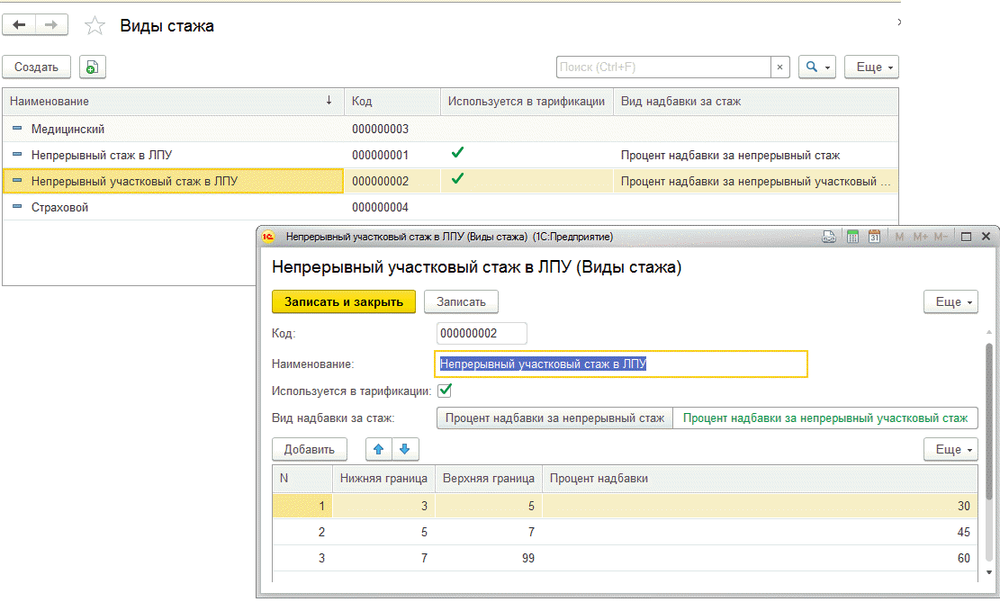 Виды стажа
Создать Поиск (Ctrl+F) × Еще
Наименование ↓ Код Используется в тарификации Вид надбавки за стаж
Медицинский 000000003
Непрерывный стаж в ЛПУ 000000001 Процент надбавки за непрерывный стаж
Непрерывный участковый стаж в ЛПУ 000000002 Процент надбавки за непрерывный участковый ...
Страховой 000000004
1С Непрерывный участковый стаж в ЛПУ (Виды стажа) (1С:Предприятие) 31 M M+ M-
Непрерывный участковый стаж в ЛПУ (Виды стажа)
Записать и закрыть Записать Еще
Код: 000000002
Наименование: Непрерывный участковый стаж в ЛПУ
Используется в тарификации:
Вид надбавки за стаж: Процент надбавки за непрерывный стаж Процент надбавки за непрерывный участковый стаж
Добавить Еще
N Нижняя граница Верхняя граница Процент надбавки
1 3 5 30
2 5 7 45
3 7 99 60